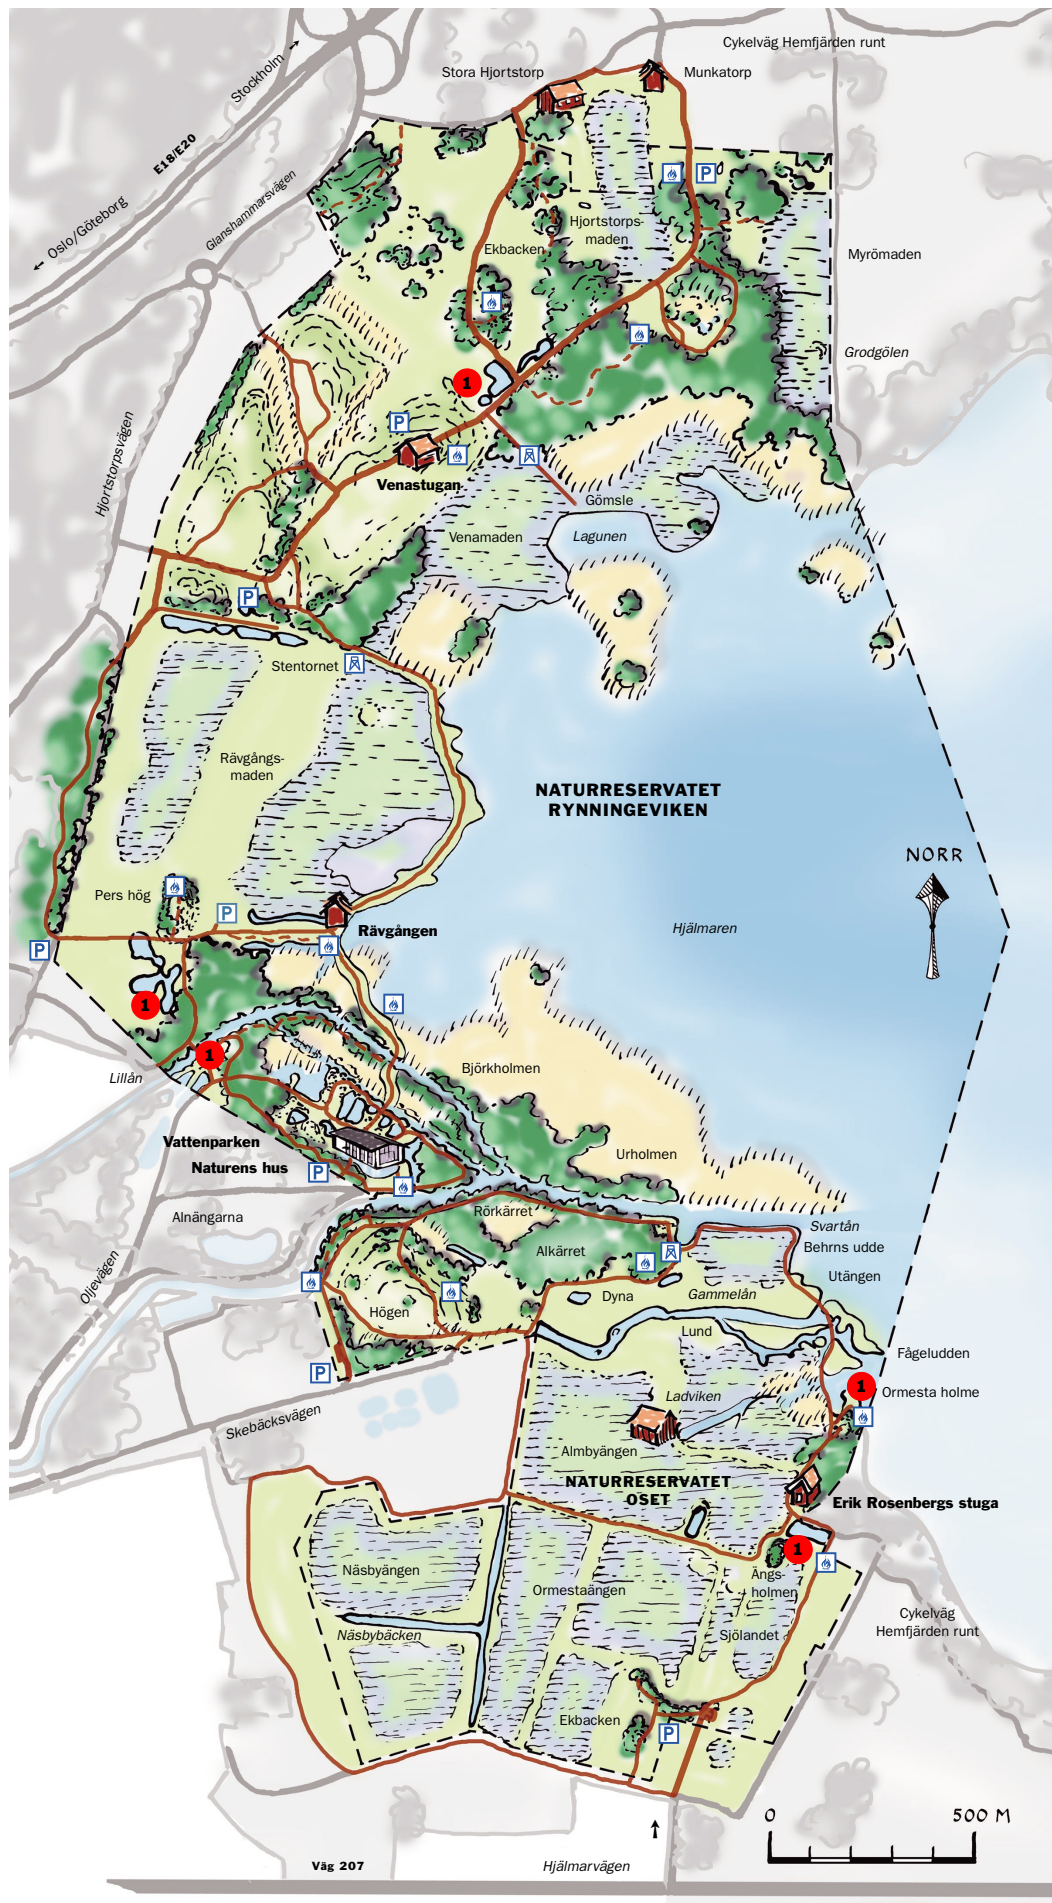 Cykelväg Hemfjärden runt
Stora Hjortstorp
Munkatorp
Stockholm
E18/E20
Oslo/Göteborg
Glanshammarsvägen
P
Hjortstorps-
maden
Ekbacken
Myrömaden
Grodgölen
1
P
Hjortstorpsvägen
Venastugan
Gömsle
Venamaden
Lagunen
P
Stentornet
Rävgångs-
maden
NATURRESERVATET
RYNNINGEVIKEN
NORR
Pers hög
P
Rävgången
Hjälmaren
P
1
1
Lillån
Björkholmen
Vattenparken
Naturens hus
P
Urholmen
Alnängarna
Rörkärret
Svartån
Alkärret
Behrns udde
Oljevägen
Utängen
Dyna
Gammelån
Högen
Lund
Fågeludden
P
1
Ormesta holme
Ladviken
Skebäcksvägen
Almbyängen
NATURRESERVATET
OSET
Erik Rosenbergs stuga
1
Näsbyängen
Ängs-
holmen
Ormestaängen
Cykelväg
Hemfjärden runt
Näsbybäcken
Sjölandet
Ekbacken
P
0
500 M
Väg 207
Hjälmarvägen